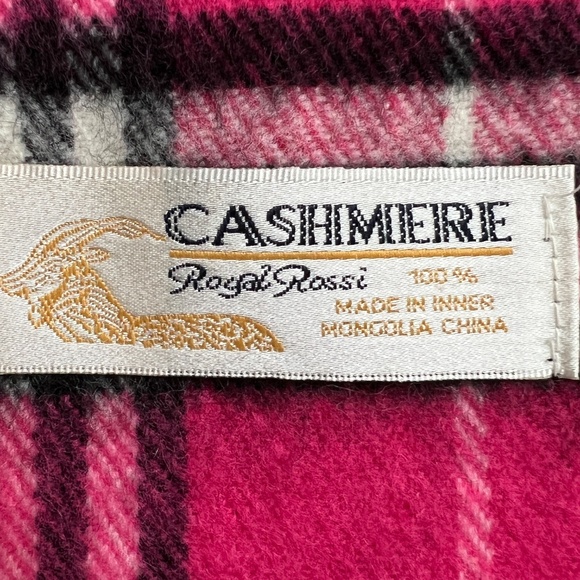 CASHMERE
Royal Rossi 100%
MADE IN INNER
MONGOLIA CHINA